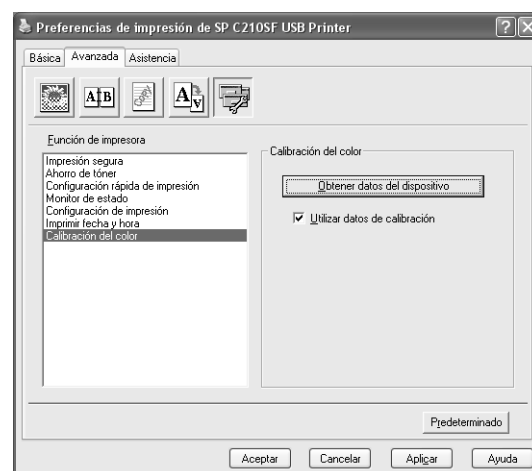 Preferencias de impresión de SP C210SF USB Printer
Básica Avanzada Asistencia
A B
A A
Función de impresora
Impresión segura
Ahorro de tóner
Configuración rápida de impresión
Monitor de estado
Configuración de impresión
Imprimir fecha y hora
Calibración del color
Calibración del color
Obtener datos del dispositivo
Utilizar datos de calibración
Predeterminado
Aceptar Cancelar Aplicar Ayuda